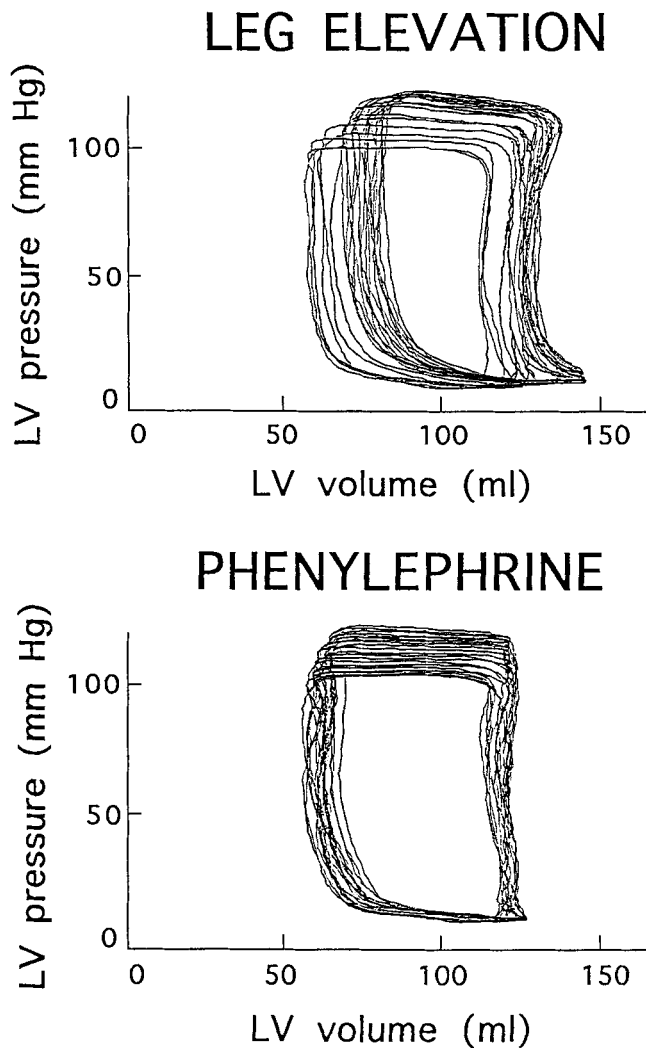 LEG ELEVATION
LV pressure (mm Hg)
100
50
0
0 50 100 150
LV volume (ml)
PHENYLEPHRINE
LV pressure (mm Hg)
100
50
0
0 50 100 150
LV volume (ml)